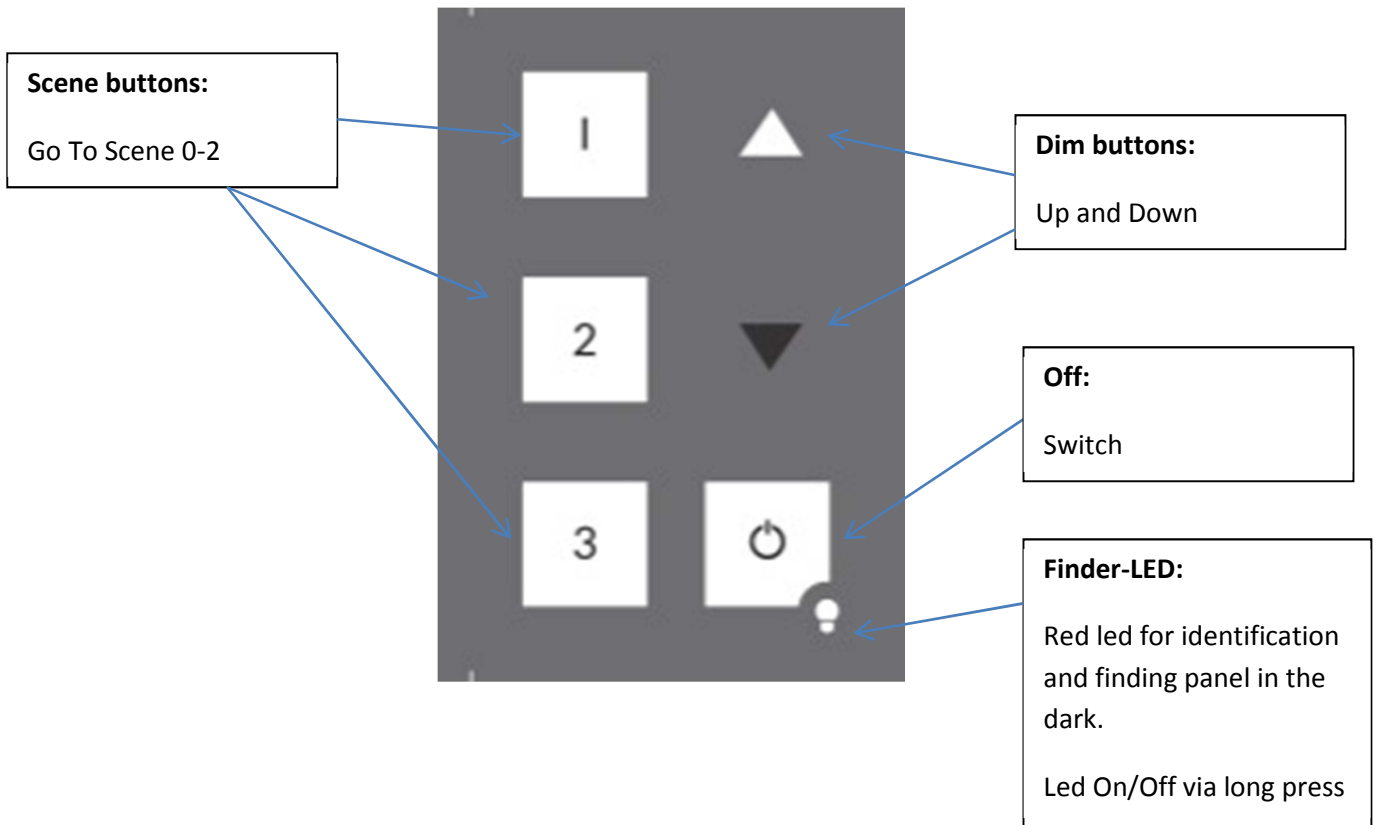 Scene buttons:
Go To Scene 0-2
I
2
3
Dim buttons:
Up and Down
Off:
Switch
Finder-LED:
Red led for identification
and finding panel in the
dark.
Led On/Off via long press